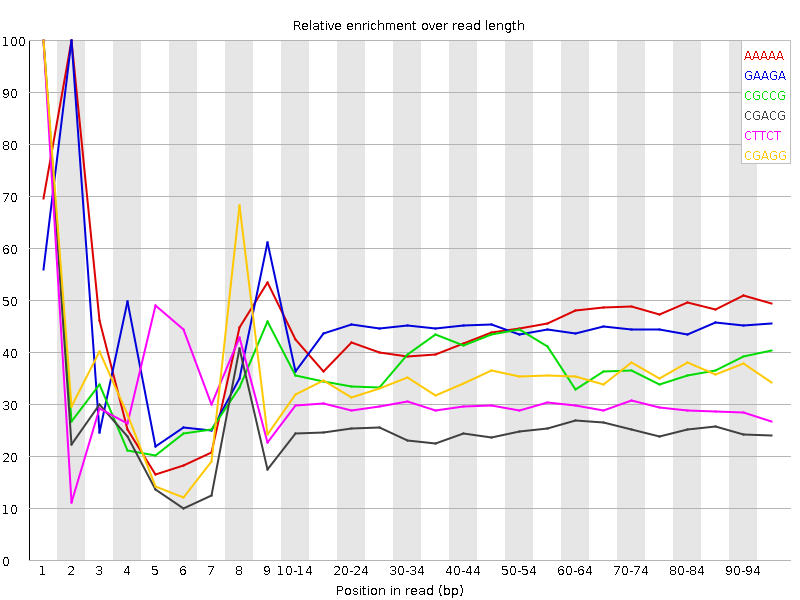 Relative enrichment over read length
100
90
80
70
60
50
40
30
20
10
0
AAAAA
GAAGA
CGCCG
CGACG
CTTCT
CGAGG
1 2 3 4 5 6 7 8 9 10-14 20-24 30-34 40-44 50-54 60-64 70-74 80-84 90-94
Position in read (bp)